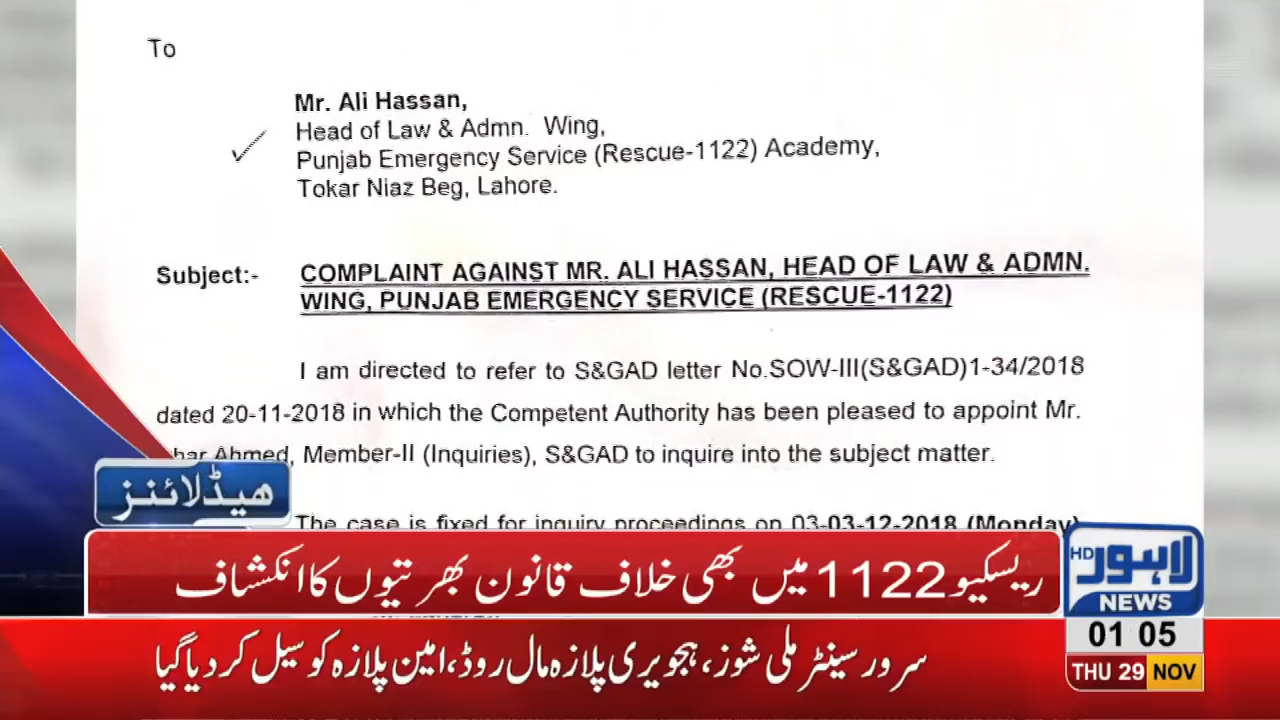 To
Mr. Ali Hassan,
Head of Law & Admn. Wing,
Punjab Emergency Service (Rescue-1122) Academy,
Tokar Niaz Beg, Lahore.
Subject:- COMPLAINT AGAINST MR. ALI HASSAN, HEAD OF LAW & ADMN.
WING, PUNJAB EMERGENCY SERVICE (RESCUE-1122)
I am directed to refer to S&GAD letter No.SOW-III(S&GAD)1-34/2018
dated 20-11-2018 in which the Competent Authority has been pleased to appoint Mr.
Ahmed, Member-II (Inquiries), S&GAD to inquire into the subject matter.
The case is fixed for inquiry proceedings on 03-03-12-2018 (Monday)
ہیڈلائنز
ریسکیو 1122 میں بھی خلاف قانون بھرتیوں کا انکشاف
HD لاہور
NEWS
01 05
THU 29 NOV
سرور سینٹر ملی شوز، ہجویری پلازہ مال روڈ، امین پلازہ کو سیل کر دیا گیا